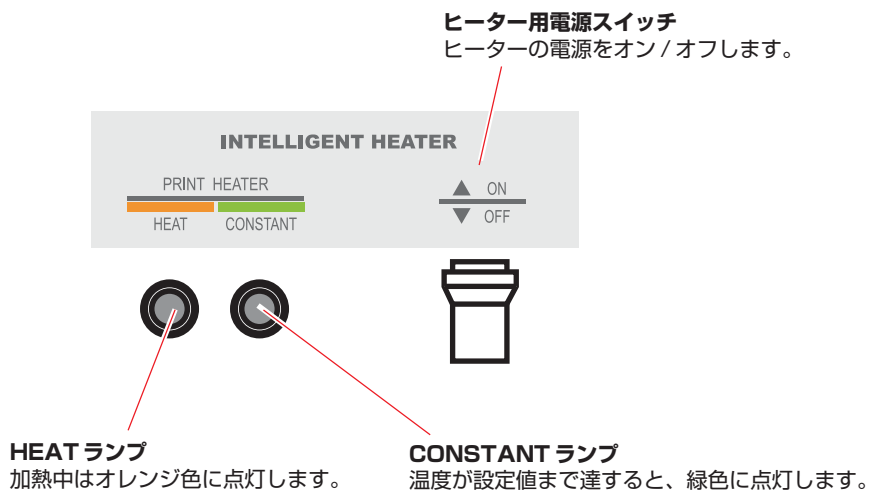 ヒーター用電源スイッチ
ヒーターの電源をオン / オフします。
INTELLIGENT HEATER
PRINT HEATER
HEAT CONSTANT
▲ ON
▼ OFF
HEAT ランプ
加熱中はオレンジ色に点灯します。
CONSTANT ランプ
温度が設定値まで達すると、緑色に点灯します。